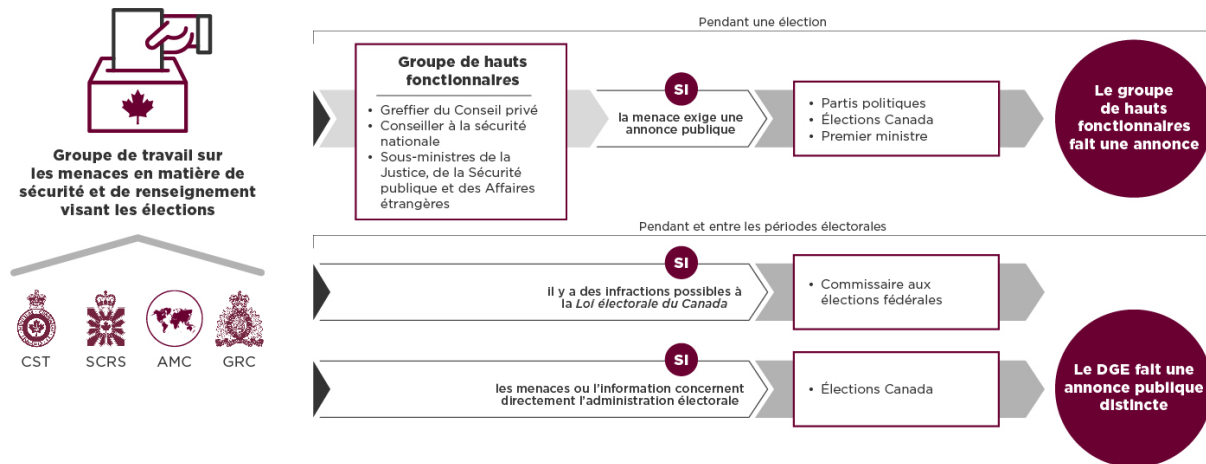 Groupe de travail sur
les menaces en matière de
sécurité et de renseignement
visant les élections
CST
SCRS
AMC
GRC
Pendant une élection
Groupe de hauts
fonctionnaires
• Greffier du Conseil privé
• Conseiller à la sécurité
nationale
• Sous-ministres de la
Justice, de la Sécurité
publique et des Affaires
étrangères
SI
la menace exige une
annonce publique
• Partis politiques
• Élections Canada
• Premier ministre
Le groupe
de hauts
fonctionnaires
fait une annonce
Pendant et entre les périodes électorales
SI
il y a des infractions possibles à
la Loi électorale du Canada
• Commissaire aux
élections fédérales
SI
les menaces ou l'information concernent
directement l'administration électorale
• Élections Canada
Le DGE fait une
annonce publique
distincte